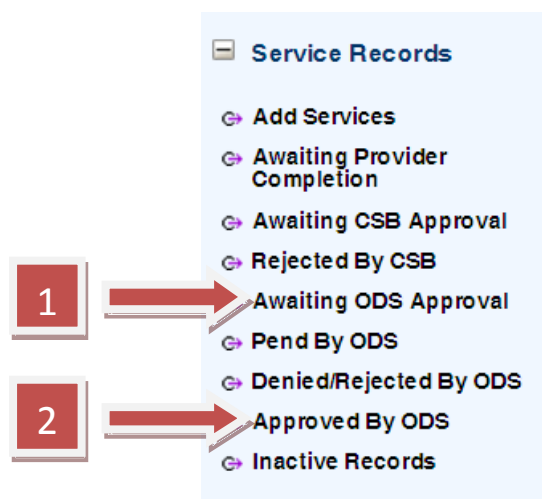 Service Records
Add Services
Awaiting Provider
Completion
Awaiting CSB Approval
Rejected By CSB
1
Awaiting ODS Approval
Pend By ODS
Denied/Rejected By ODS
2
Approved By ODS
Inactive Records